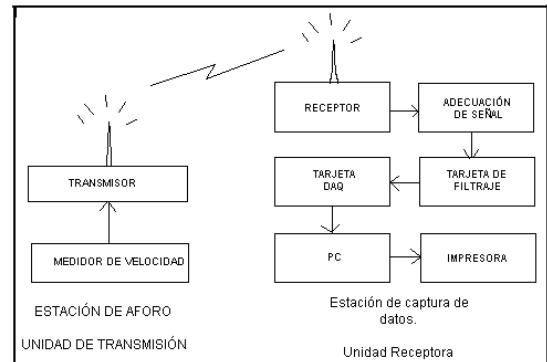 RECEPTOR
ADECUACIÓN
DE SEÑAL
TRANSMISOR
TARJETA
DAQ
TARJETA DE
FILTRAJE
MEDIDOR DE VELOCIDAD
PC
IMPRESORA
ESTACIÓN DE AFORO
UNIDAD DE TRANSMISIÓN
Estación de captura de
datos.
Unidad Receptora